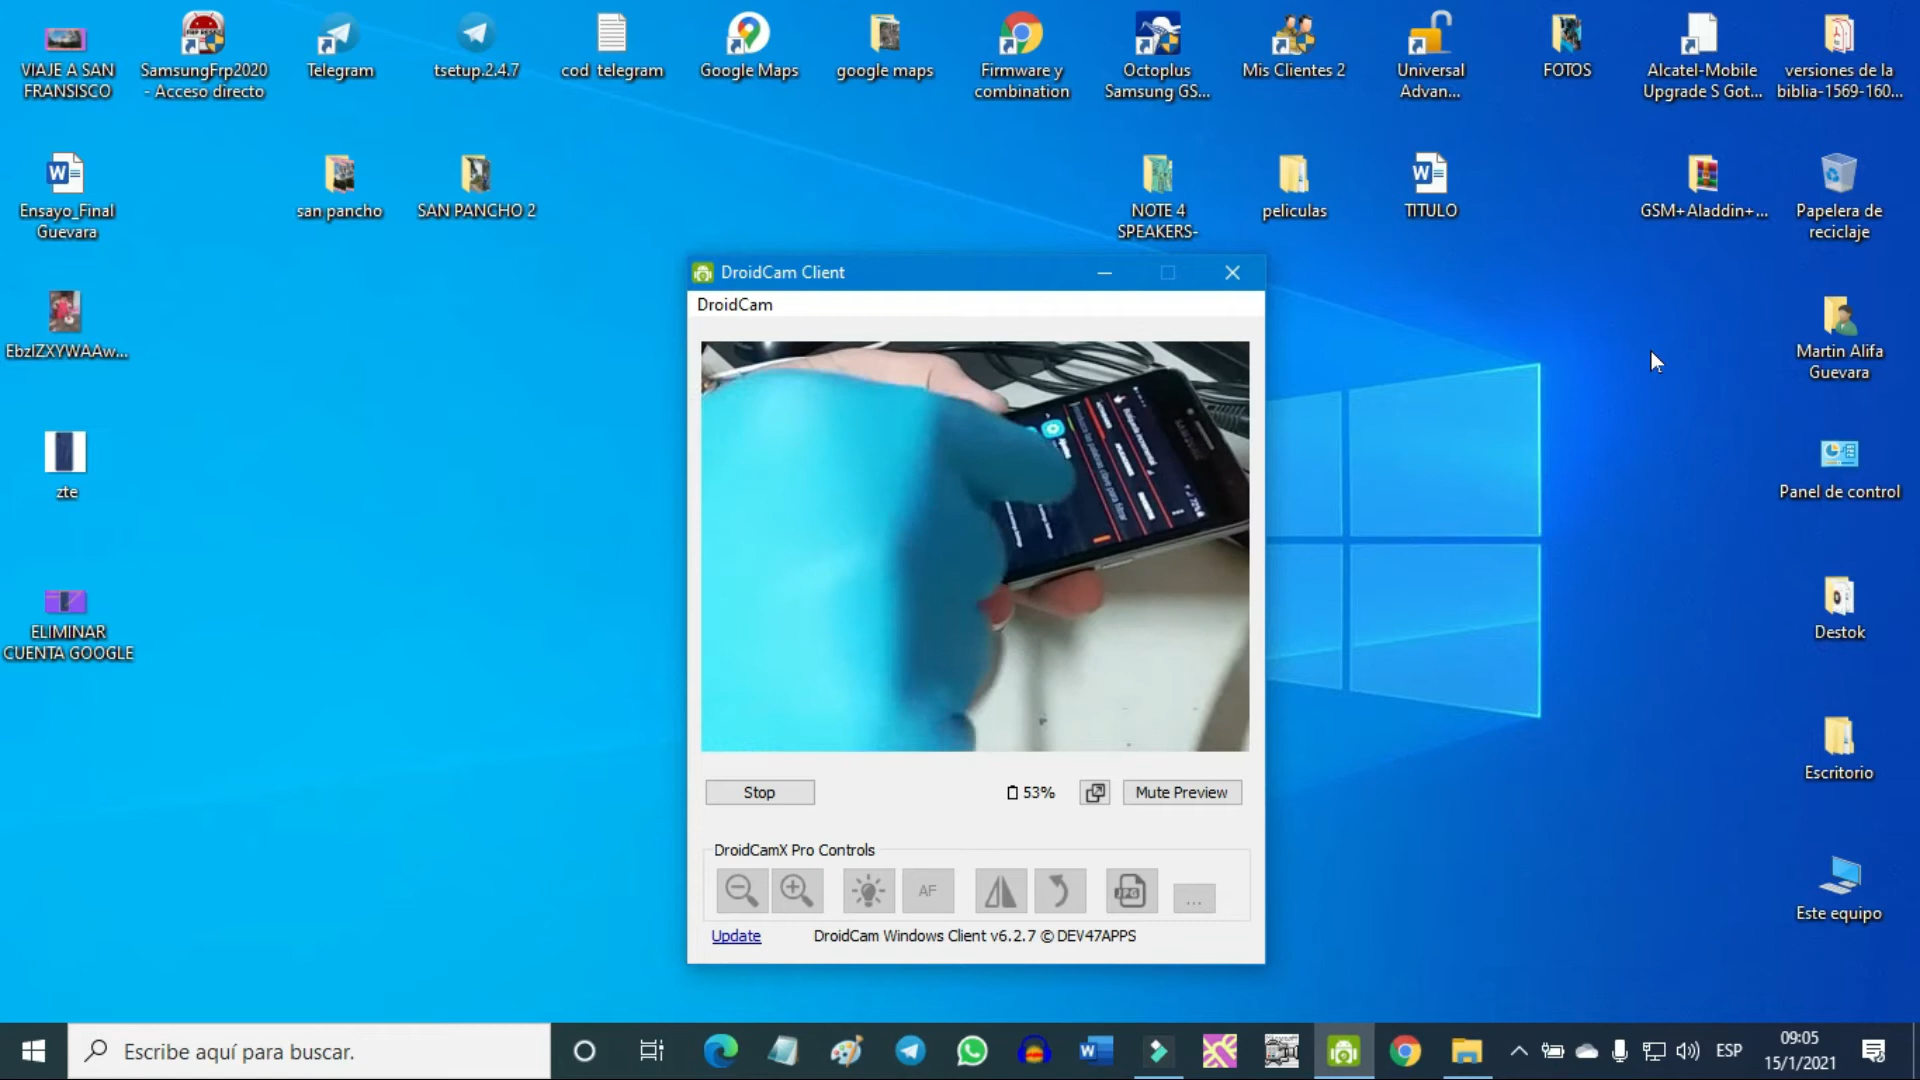 VIAJE A SAN
FRANSISCO
SamsungFrp2020
- Acceso directo
Telegram
tsetup.2.4.7
cod telegram
Google Maps
google maps
Firmware y
combination
Octoplus
Samsung GS...
Mis Clientes 2
Universal
Advan...
FOTOS
Alcatel-Mobile
Upgrade S Got...
versiones de la
biblia-1569-160...
Ensayo_Final
Guevara
san pancho
SAN PANCHO 2
NOTE 4
SPEAKERS-
peliculas
TITULO
GSM+Aladdin+...
Papelera de
reciclaje
EbzIZXYWAAw...
Martin Alifa
Guevara
zte
Panel de control
ELIMINAR
CUENTA GOOGLE
Destok
Escritorio
Este equipo
DroidCam Client
DroidCam
SAMSUNG
72%
Ajustes
Stop
53%
Mute Preview
DroidCamX Pro Controls
AF
JPG
...
Update
DroidCam Windows Client v6.2.7 © DEV47APPS
Escribe aquí para buscar.
ESP
09:05
15/1/2021